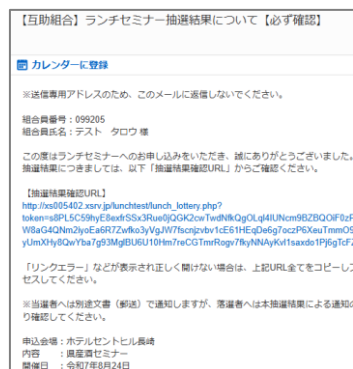 【互助組合】ランチセミナー抽選結果について【必ず確認】
カレンダーに登録
※送信専用アドレスのため、このメールに返信しないでください。
組合員番号：099205
組合員氏名：テスト　タロウ 様
この度はランチセミナーへのお申し込みをいただき、誠にありがとうございました。
抽選結果につきましては、以下「抽選結果確認URL」からご確認ください。
【抽選結果確認URL】
http://xs005402.xsrv.jp/lunchtest/lunch_lottery.php?
「リンクエラー」などが表示され正しく開けない場合は、上記URL全てをコピーし
セスしてください。
※当選者へは別途文書（郵送）で通知しますが、落選者へは本抽選結果による通知の
り確認してください。
申込会場：ホテルセントヒル長崎
内容　　：県産酒セミナー
開催日　：令和7年8月24日